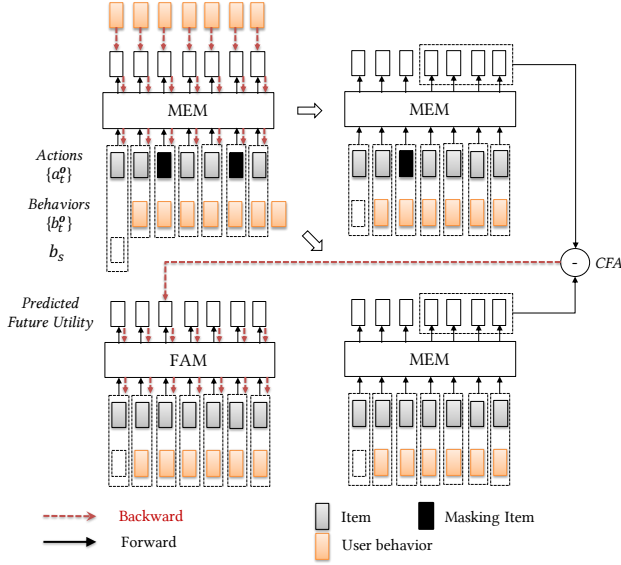 MEM
MEM
Actions
{a_t^o}
Behaviors
{b_t^o}
b_s
-
CFA
Predicted
Future Utility
FAM
MEM
Backward
Item
Masking Item
Forward
User behavior